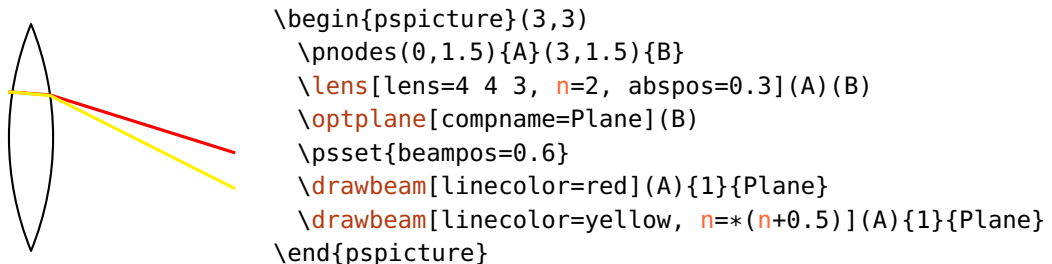 \begin{pspicture}(3,3)
\pnodes(0,1.5){A}(3,1.5){B}
\lens[lens=4 4 3, n=2, abspos=0.3](A)(B)
\optplane[compname=Plane](B)
\psset{beampos=0.6}
\drawbeam[linecolor=red](A){1}{Plane}
\drawbeam[linecolor=yellow, n=*(n+0.5)](A){1}{Plane}
\end{pspicture}